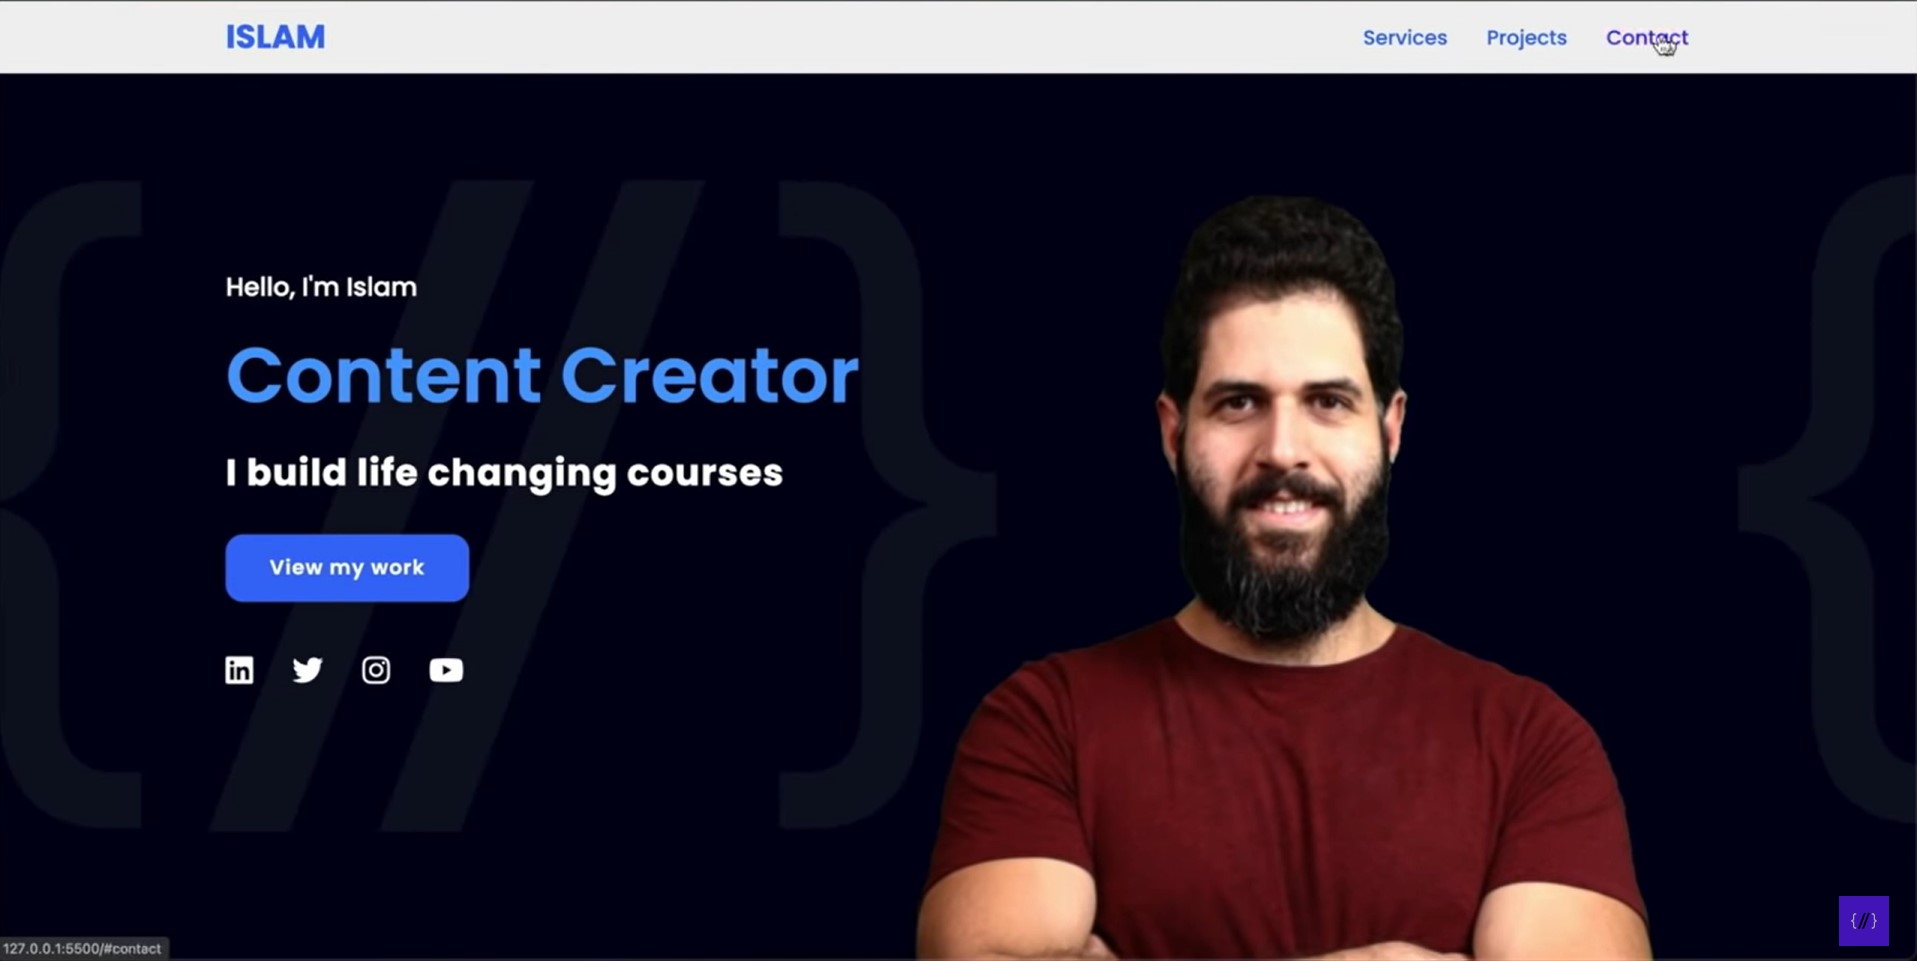 ISLAM
Services Projects Contact
Hello, I'm Islam
Content Creator
I build life changing courses
View my work
in
127.0.0.1:5500/#contact
{//}